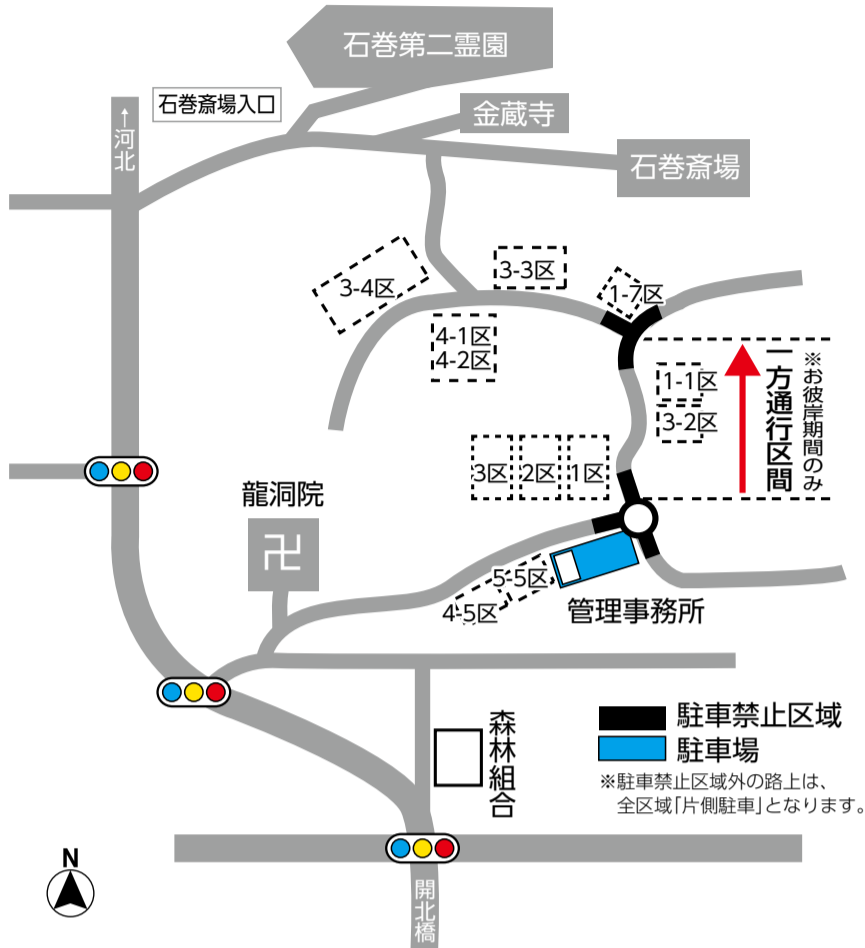 石巻第二霊園
石巻斎場入口
金蔵寺
↑河北
石巻斎場
3-3区
3-4区
1-7区
4-1区
4-2区
1-1区
3-2区
一方通行区間
※お彼岸期間のみ
3区
2区
1区
龍洞院
卍
5-5区
4-5区
管理事務所
森林組合
駐車禁止区域
駐車場
※駐車禁止区域外の路上は、
全区域「片側駐車」となります。
N
開北橋